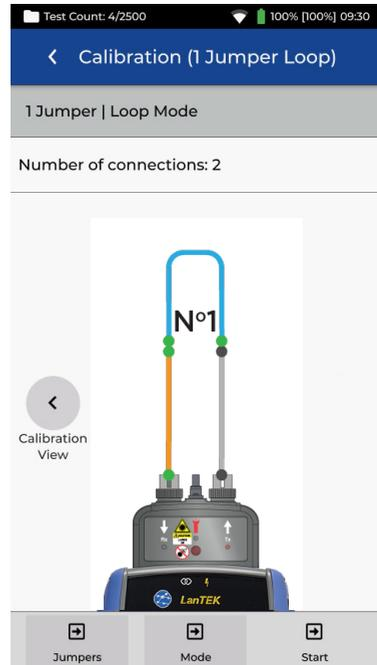 Test Count: 4/2500 100% [100%] 09:30
Calibration (1 Jumper Loop)
1 Jumper | Loop Mode
Number of connections: 2
Nº1
Calibration
View
Rx Tx
LanTEK
Jumpers Mode Start